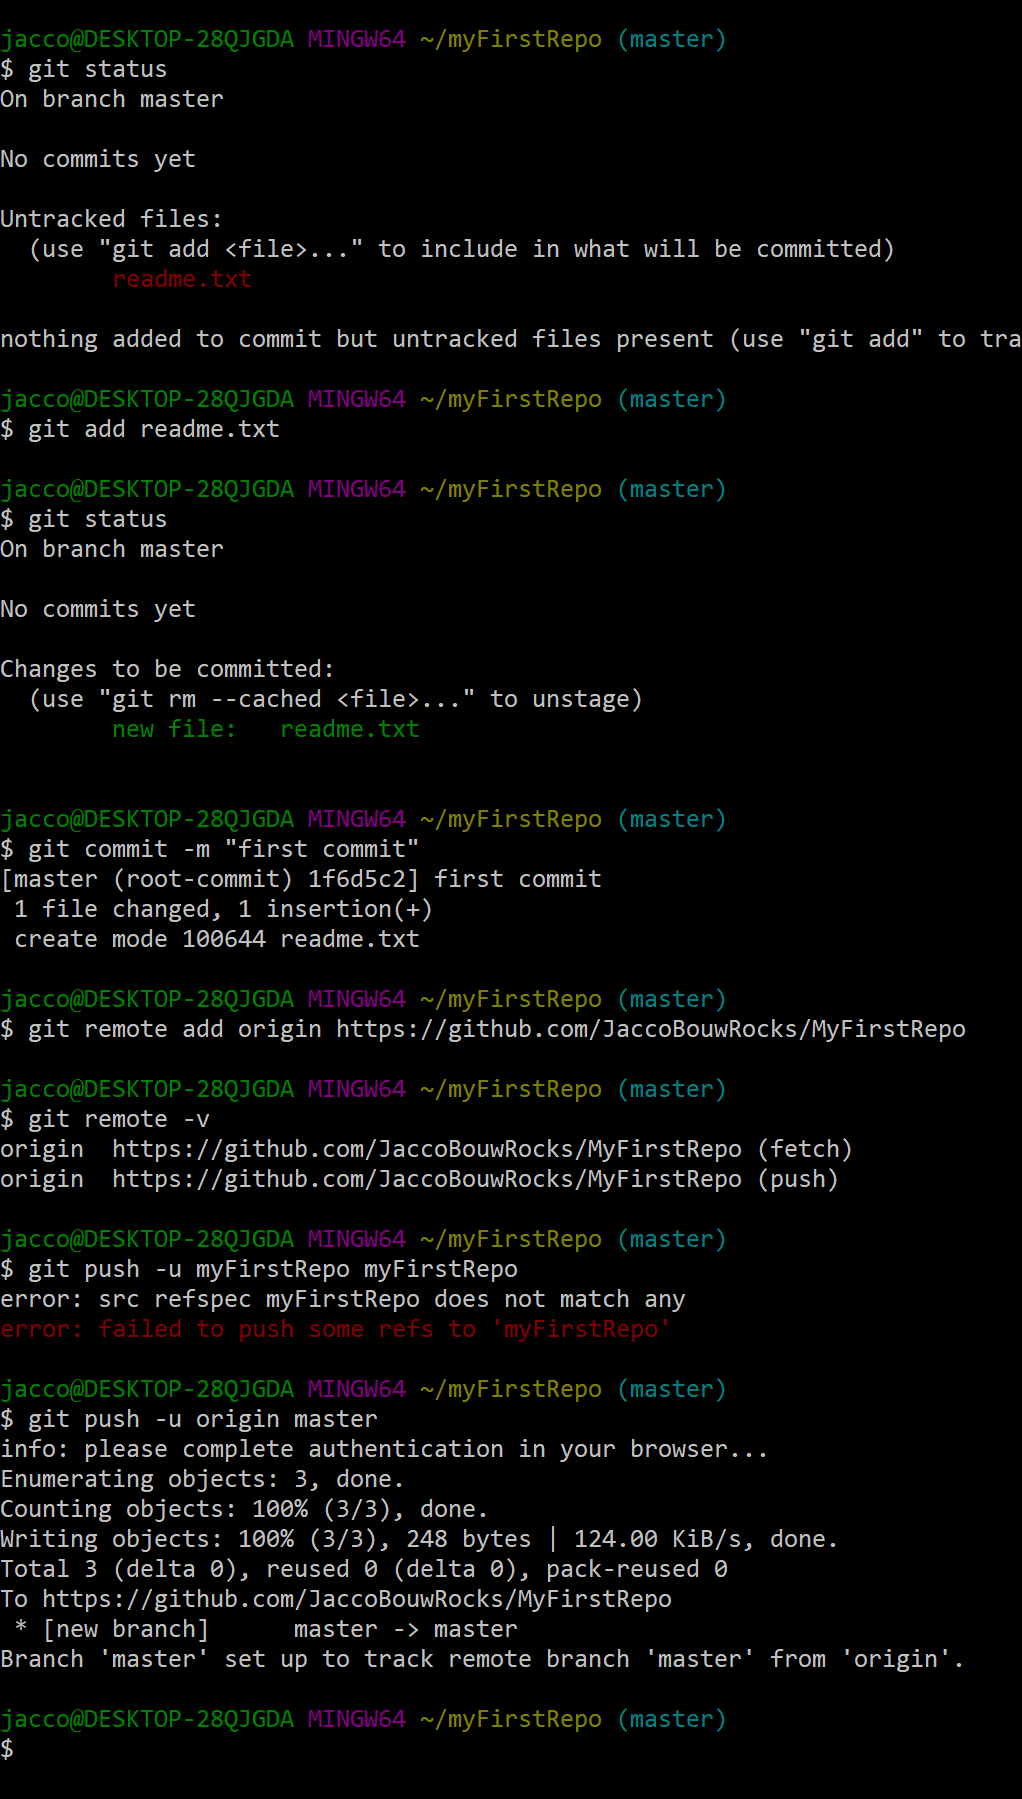 jacco@DESKTOP-28QJGDA MINGW64 ~/myFirstRepo (master)
$ git status
On branch master

No commits yet

Untracked files:
  (use "git add <file>..." to include in what will be committed)
        readme.txt

nothing added to commit but untracked files present (use "git add" to tra

jacco@DESKTOP-28QJGDA MINGW64 ~/myFirstRepo (master)
$ git add readme.txt

jacco@DESKTOP-28QJGDA MINGW64 ~/myFirstRepo (master)
$ git status
On branch master

No commits yet

Changes to be committed:
  (use "git rm --cached <file>..." to unstage)
        new file:   readme.txt


jacco@DESKTOP-28QJGDA MINGW64 ~/myFirstRepo (master)
$ git commit -m "first commit"
[master (root-commit) 1f6d5c2] first commit
 1 file changed, 1 insertion(+)
 create mode 100644 readme.txt

jacco@DESKTOP-28QJGDA MINGW64 ~/myFirstRepo (master)
$ git remote add origin https://github.com/JaccoBouwRocks/MyFirstRepo

jacco@DESKTOP-28QJGDA MINGW64 ~/myFirstRepo (master)
$ git remote -v
origin  https://github.com/JaccoBouwRocks/MyFirstRepo (fetch)
origin  https://github.com/JaccoBouwRocks/MyFirstRepo (push)

jacco@DESKTOP-28QJGDA MINGW64 ~/myFirstRepo (master)
$ git push -u myFirstRepo myFirstRepo
error: src refspec myFirstRepo does not match any
error: failed to push some refs to 'myFirstRepo'

jacco@DESKTOP-28QJGDA MINGW64 ~/myFirstRepo (master)
$ git push -u origin master
info: please complete authentication in your browser...
Enumerating objects: 3, done.
Counting objects: 100% (3/3), done.
Writing objects: 100% (3/3), 248 bytes | 124.00 KiB/s, done.
Total 3 (delta 0), reused 0 (delta 0), pack-reused 0
To https://github.com/JaccoBouwRocks/MyFirstRepo
 * [new branch]      master -> master
Branch 'master' set up to track remote branch 'master' from 'origin'.

jacco@DESKTOP-28QJGDA MINGW64 ~/myFirstRepo (master)
$